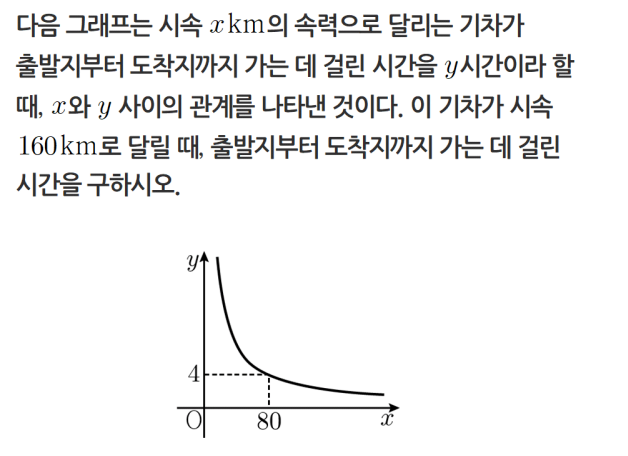 다음 그래프는 시속 x km의 속력으로 달리는 기차가
출발지부터 도착지까지 가는 데 걸린 시간을 y시간이라 할
때, x와 y 사이의 관계를 나타낸 것이다. 이 기차가 시속
160 km로 달릴 때, 출발지부터 도착지까지 가는 데 걸린
시간을 구하시오.
y
4
O 80 x